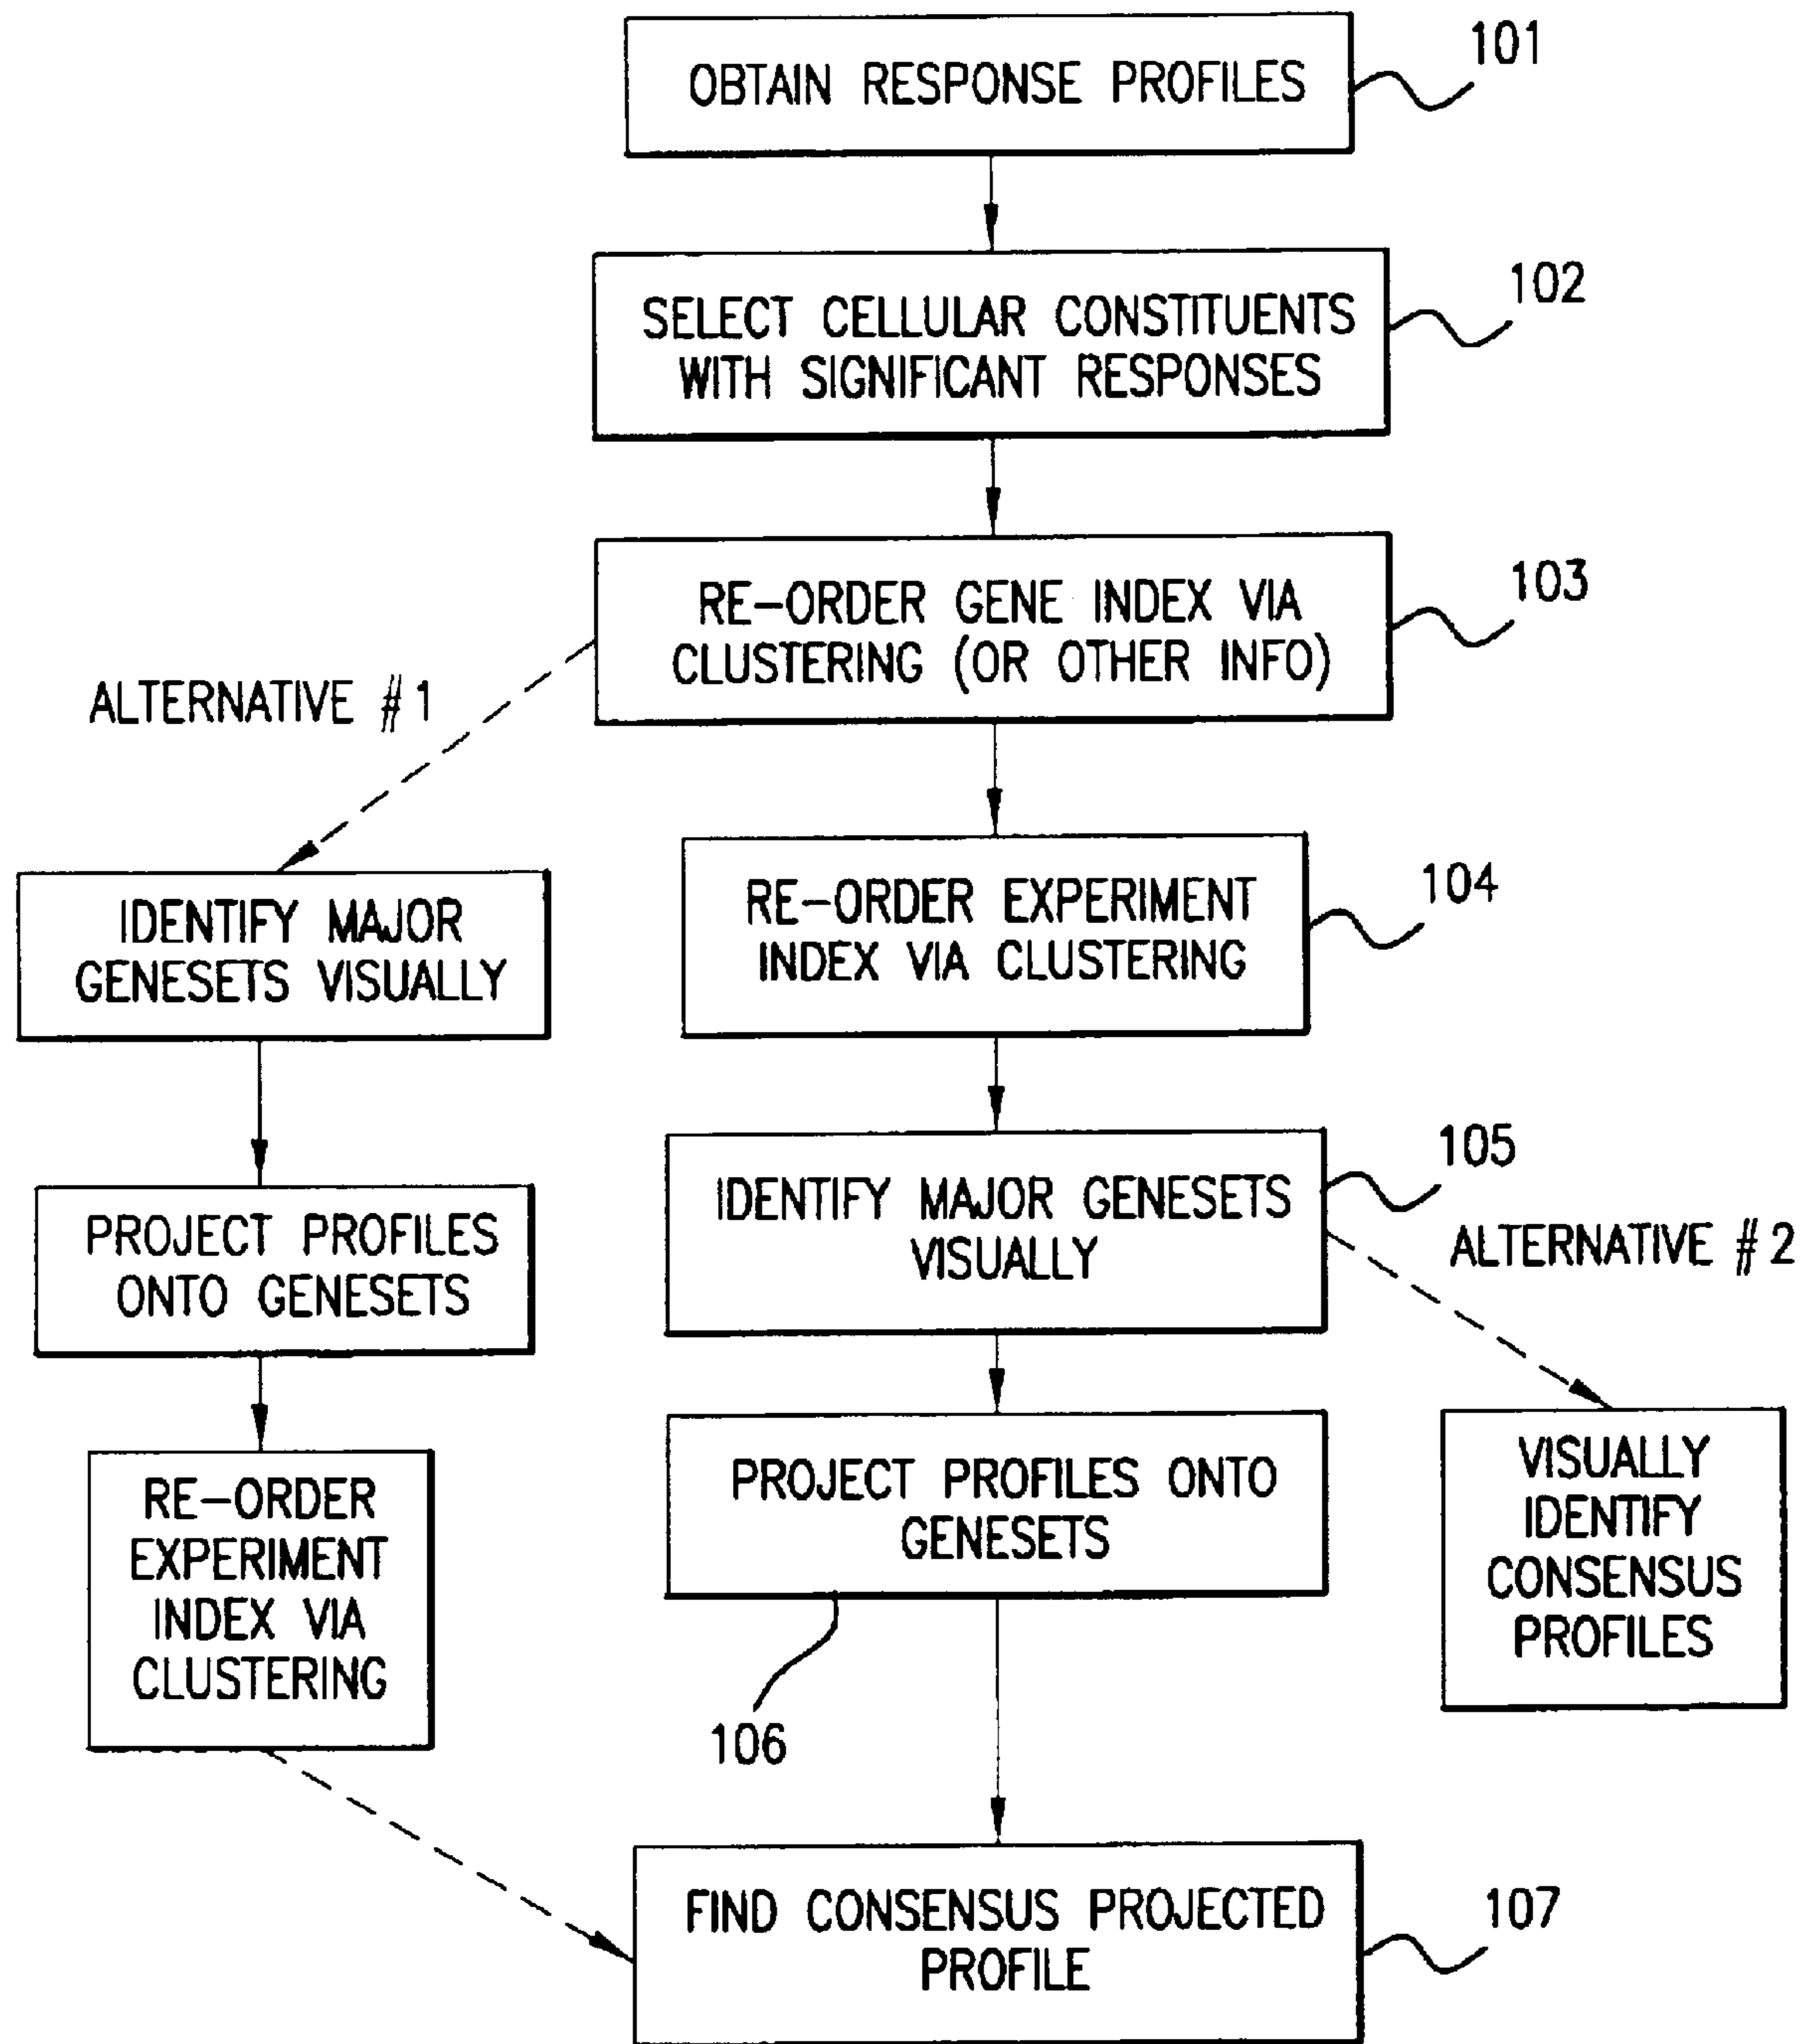 OBTAIN RESPONSE PROFILES
101
SELECT CELLULAR CONSTITUENTS
WITH SIGNIFICANT RESPONSES
102
RE-ORDER GENE INDEX VIA
CLUSTERING (OR OTHER INFO)
103
ALTERNATIVE #1
IDENTIFY MAJOR
GENESETS VISUALLY
RE-ORDER EXPERIMENT
INDEX VIA CLUSTERING
104
PROJECT PROFILES
ONTO GENESETS
IDENTIFY MAJOR GENESETS
VISUALLY
105
ALTERNATIVE #2
RE-ORDER
EXPERIMENT
INDEX VIA
CLUSTERING
PROJECT PROFILES ONTO
GENESETS
106
VISUALLY
IDENTIFY
CONSENSUS
PROFILES
FIND CONSENSUS PROJECTED
PROFILE
107